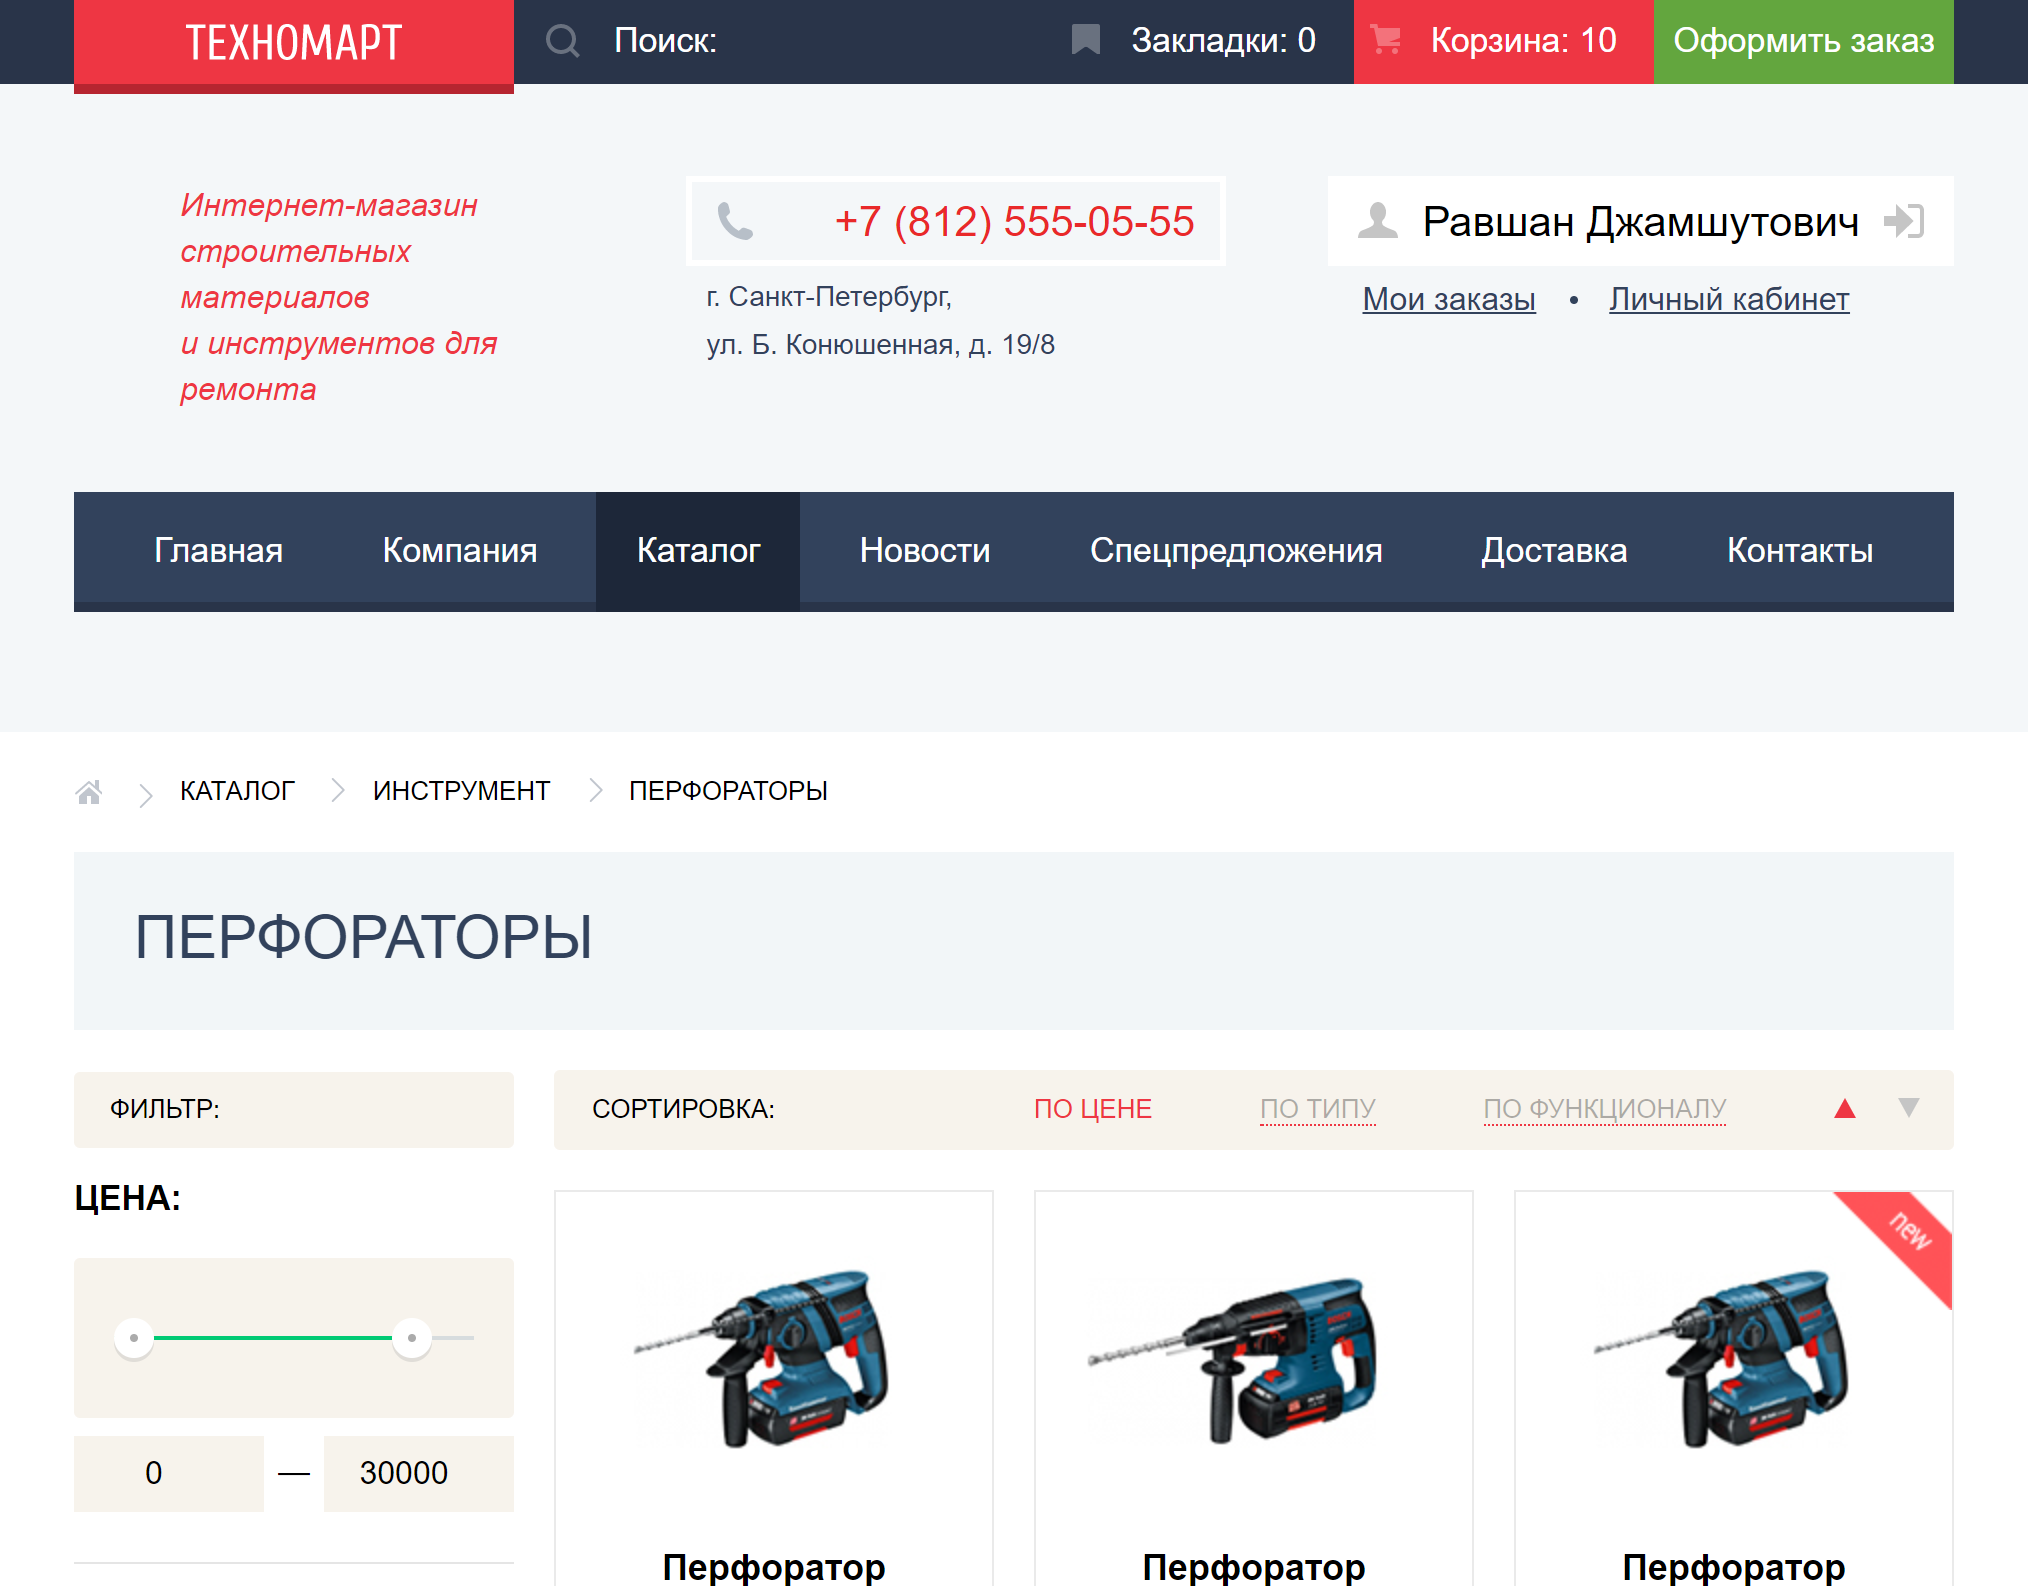 ТЕХНОМАРТ
Поиск:
Закладки: 0
Корзина: 10
Оформить заказ
Интернет-магазин
строительных
материалов
и инструментов для
ремонта
+7 (812) 555-05-55
г. Санкт-Петербург,
ул. Б. Конюшенная, д. 19/8
Равшан Джамшутович
Мои заказы • Личный кабинет
Главная
Компания
Каталог
Новости
Спецпредложения
Доставка
Контакты
КАТАЛОГ
ИНСТРУМЕНТ
ПЕРФОРАТОРЫ
ПЕРФОРАТОРЫ
ФИЛЬТР:
СОРТИРОВКА:
ПО ЦЕНЕ
ПО ТИПУ
ПО ФУНКЦИОНАЛУ
ЦЕНА:
0 — 30000
new
Перфоратор
Перфоратор
Перфоратор